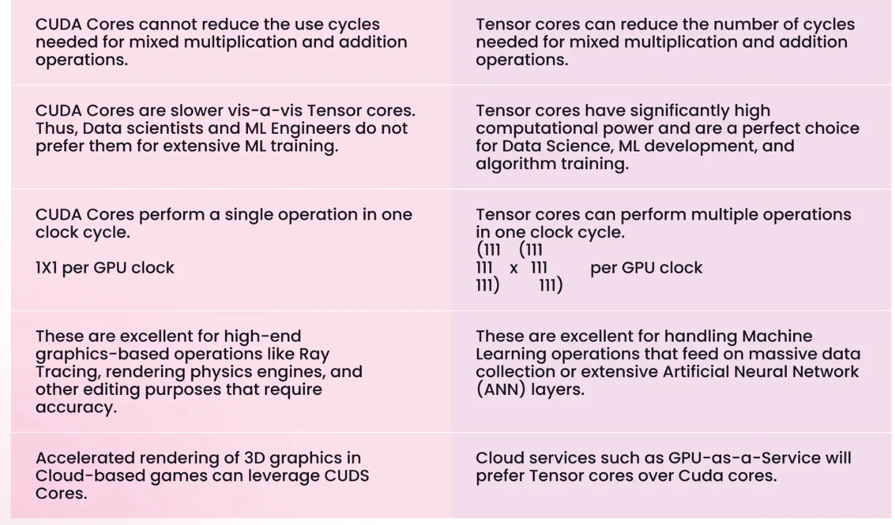 CUDA Cores cannot reduce the use cycles
needed for mixed multiplication and addition
operations.
Tensor cores can reduce the number of cycles
needed for mixed multiplication and addition
operations.
CUDA Cores are slower vis-a-vis Tensor cores.
Thus, Data scientists and ML Engineers do not
prefer them for extensive ML training.
Tensor cores have significantly high
computational power and are a perfect choice
for Data Science, ML development, and
algorithm training.
CUDA Cores perform a single operation in one
clock cycle.
1X1 per GPU clock
Tensor cores can perform multiple operations
in one clock cycle.
(111 (111
111 x 111 per GPU clock
111) 111)
These are excellent for high-end
graphics-based operations like Ray
Tracing, rendering physics engines, and
other editing purposes that require
accuracy.
These are excellent for handling Machine
Learning operations that feed on massive data
collection or extensive Artificial Neural Network
(ANN) layers.
Accelerated rendering of 3D graphics in
Cloud-based games can leverage CUDS
Cores.
Cloud services such as GPU-as-a-Service will
prefer Tensor cores over Cuda cores.